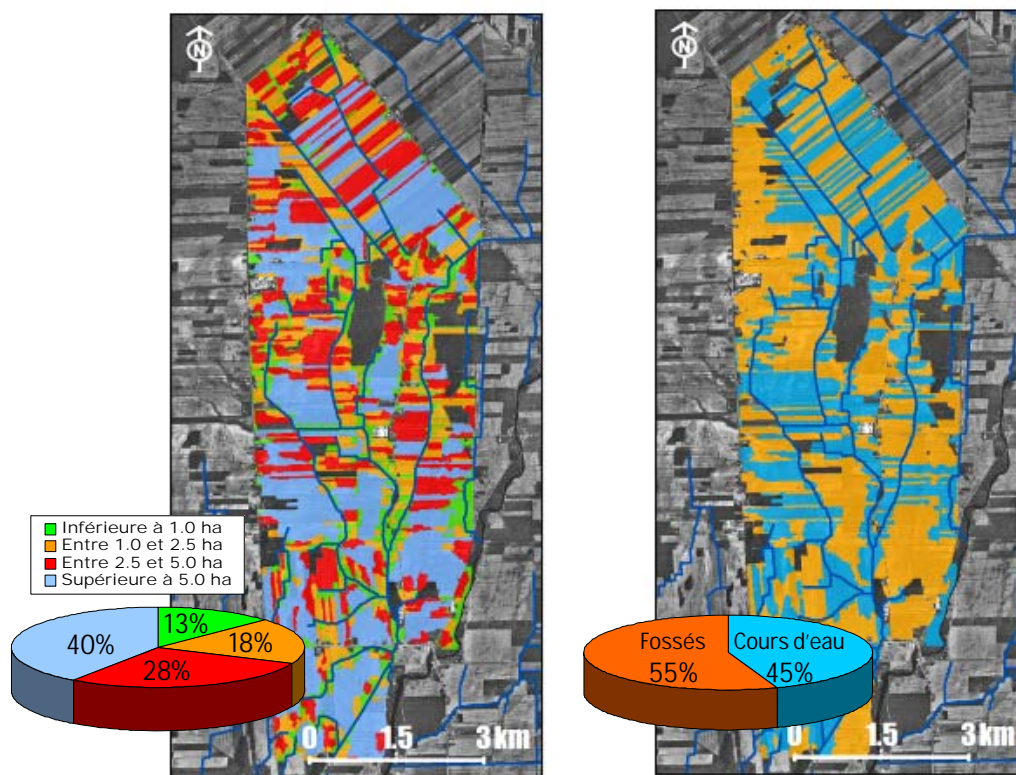 N
N
Inférieure à 1.0 ha
Entre 1.0 et 2.5 ha
Entre 2.5 et 5.0 ha
Supérieure à 5.0 ha
13%
18%
28%
40%
0 1.5 3 km
Fossés
55%
Cours d'eau
45%
0 1.5 3 km